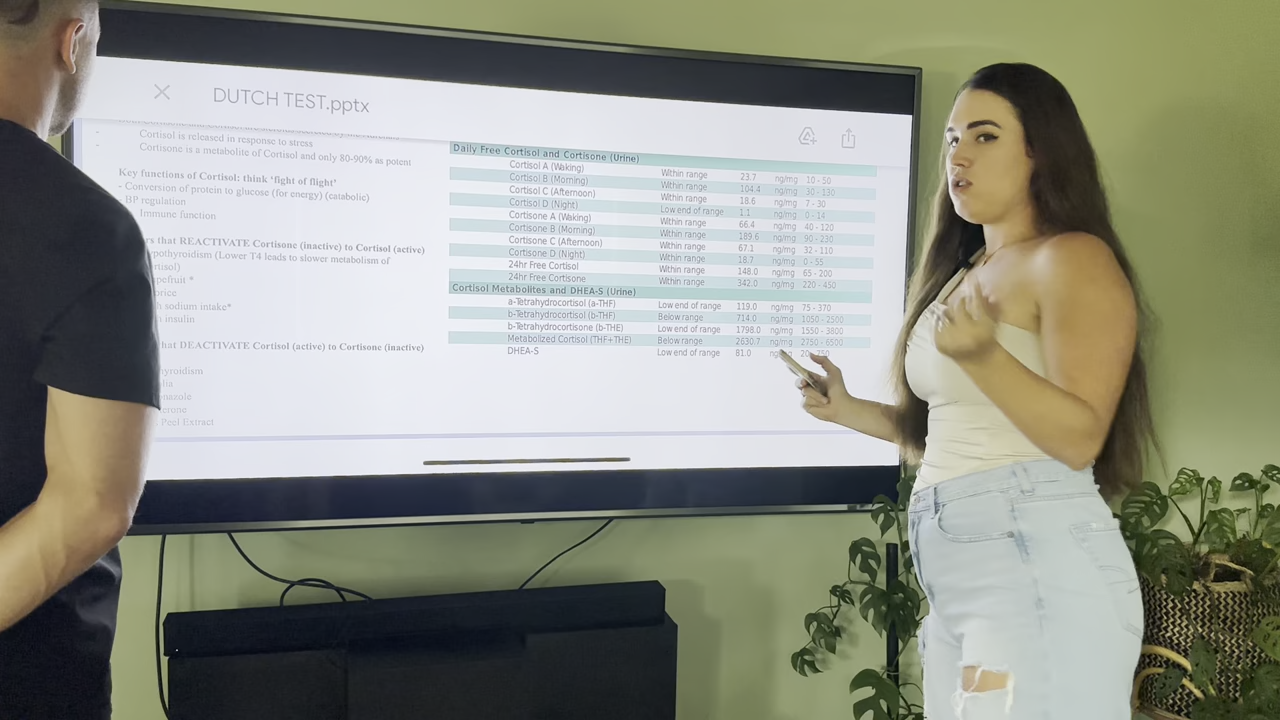 DUTCH TEST.pptx
Cortisol is released in response to stress
- Cortisone is a metabolite of Cortisol and only 80-90% as potent
Key functions of Cortisol: think ‘fight of flight’
- Conversion of protein to glucose (for energy) (catabolic)
- BP regulation
Immune function
that REACTIVATE Cortisone (inactive) to Cortisol (active)
(Lower T4 leads to slower metabolism of
sodium intake*
insulin
that DEACTIVATE Cortisol (active) to Cortisone (inactive)
Peel Extract
Daily Free Cortisol and Cortisone (Urine)
Cortisol A (Waking) Within range 23.7 ng/mg 10 - 50
Cortisol B (Morning) Within range 104.4 ng/mg 30 - 130
Cortisol C (Afternoon) Within range 18.6 ng/mg 7 - 30
Cortisol D (Night) Low end of range 1.1 ng/mg 0 - 14
Cortisone A (Waking) Within range 66.4 ng/mg 40 - 120
Cortisone B (Morning) Within range 189.6 ng/mg 90 - 230
Cortisone C (Afternoon) Within range 67.1 ng/mg 32 - 110
Cortisone D (Night) Within range 18.7 ng/mg 0 - 55
24hr Free Cortisol Within range 148.0 ng/mg 65 - 200
24hr Free Cortisone Within range 342.0 ng/mg 220 - 450
Cortisol Metabolites and DHEA-S (Urine)
a-Tetrahydrocortisol (a-THF) Low end of range 119.0 ng/mg 75 - 370
b-Tetrahydrocortisol (b-THF) Below range 714.0 ng/mg 1050 - 2500
b-Tetrahydrocortisone (b-THE) Low end of range 1798.0 ng/mg 1550 - 3800
Metabolized Cortisol (THF+THE) Below range 2630.7 ng/mg 2750 - 6500
DHEA-S Low end of range 81.0